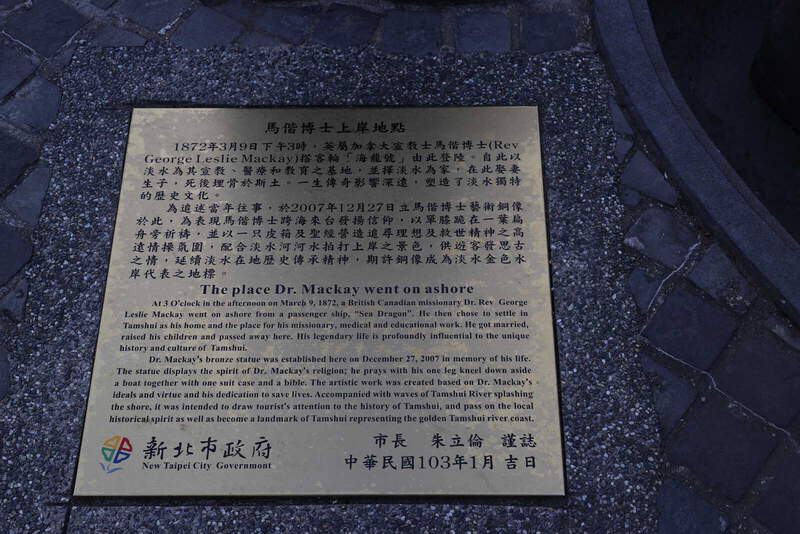 馬偕博士上岸地點
1872年3月9日下午3時，英屬加拿大宣教士馬偕博士(Rev
George Leslie Mackay)搭客輪「海龍號」由此登陸。自此以
淡水為其宣教、醫療和教育之基地，並擇淡水為家，在此娶妻
生子，死後埋骨於斯土。一生傳奇影響深遠，塑造了淡水獨特
的歷史文化。
為追述當年往事，於2007年12月27日立馬偕博士藝術銅像
於此，為表現馬偕博士跨海來台發揚信仰，以單膝跪在一葉扁
舟旁祈禱，並以一只皮箱及聖經營造追尋理想及救世精神之高
遠情操氛圍，配合淡水河河水拍打上岸之景色，供遊客發思古
之情，延續淡水在地歷史傳承精神，期許銅像成為淡水金色水
岸代表之地標。
The place Dr. Mackay went on ashore
At 3 O'clock in the afternoon on March 9, 1872, a British Canadian missionary Dr. Rev George
Leslie Mackay went on ashore from a passenger ship, "Sea Dragon". He then chose to settle in
Tamshui as his home and the place for his missionary, medical and educational work. He got married,
raised his children and passed away here. His legendary life is profoundly influential to the unique
history and culture of Tamshui.
Dr. Mackay's bronze statue was established here on December 27, 2007 in memory of his life.
The statue displays the spirit of Dr. Mackay's religion; he prays with his one leg kneel down aside
a boat together with one suit case and a bible. The artistic work was created based on Dr. Mackay's
ideals and virtue and his dedication to save lives. Accompanied with waves of Tamshui River splashing
the shore, it was intended to draw tourist's attention to the history of Tamshui, and pass on the local
historical spirit as well as become a landmark of Tamshui representing the golden Tamshui river coast.
新北市政府
New Taipei City Government
市長 朱立倫 謹誌
中華民國103年1月 吉日